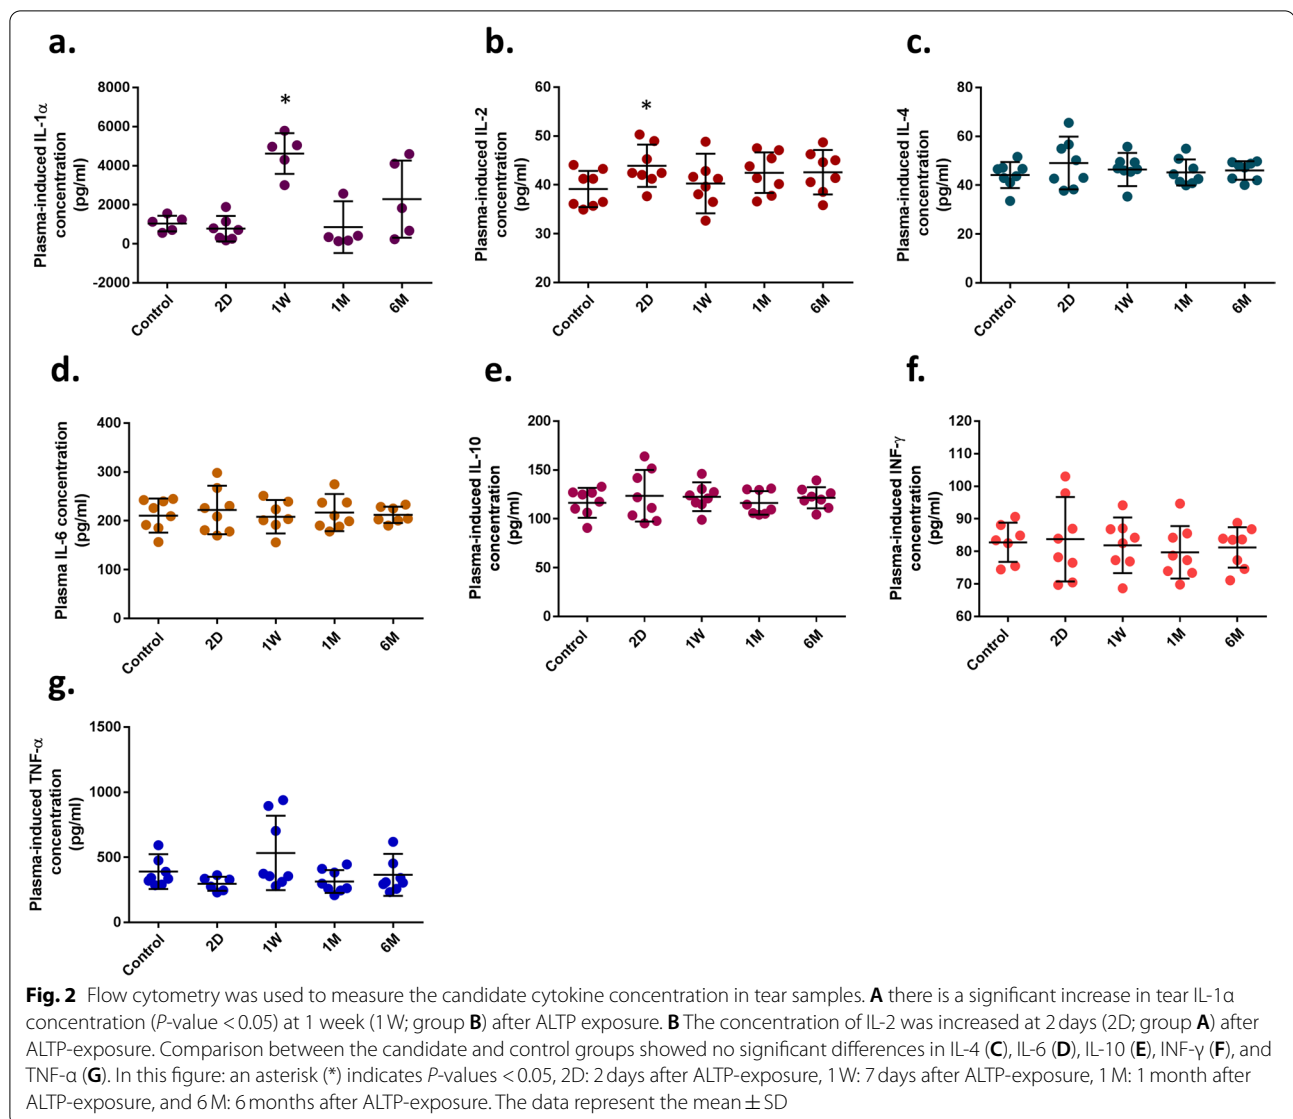 a.
Plasma-induced IL-1α
concentration
(pg/ml)
8000
6000
4000
2000
0
-2000
*
Control
2D
1W
1M
6M
b.
Plasma-induced IL-2
concentration
(pg/ml)
60
50
40
30
20
*
Control
2D
1W
1M
6M
c.
Plasma-induced IL-4
concentration
(pg/ml)
80
60
40
20
0
Control
2D
1W
1M
6M
d.
Plasma IL-6 concentration
(pg/ml)
400
300
200
100
0
Control
2D
1W
1M
6M
e.
Plasma-induced IL-10
concentration
(pg/ml)
200
150
100
50
0
Control
2D
1W
1M
6M
f.
Plasma-induced INF-γ
concentration
(pg/ml)
120
110
100
90
80
70
60
Control
2D
1W
1M
6M
g.
Plasma-induced TNF-α
concentration
(pg/ml)
1500
1000
500
0
Control
2D
1W
1M
6M
Fig. 2 Flow cytometry was used to measure the candidate cytokine concentration in tear samples. A there is a significant increase in tear IL-1α
concentration (P-value < 0.05) at 1 week (1 W; group B) after ALTP exposure. B The concentration of IL-2 was increased at 2 days (2D; group A) after
ALTP-exposure. Comparison between the candidate and control groups showed no significant differences in IL-4 (C), IL-6 (D), IL-10 (E), INF-γ (F), and
TNF-α (G). In this figure: an asterisk (*) indicates P-values < 0.05, 2D: 2 days after ALTP-exposure, 1 W: 7 days after ALTP-exposure, 1 M: 1 month after
ALTP-exposure, and 6 M: 6 months after ALTP-exposure. The data represent the mean ± SD